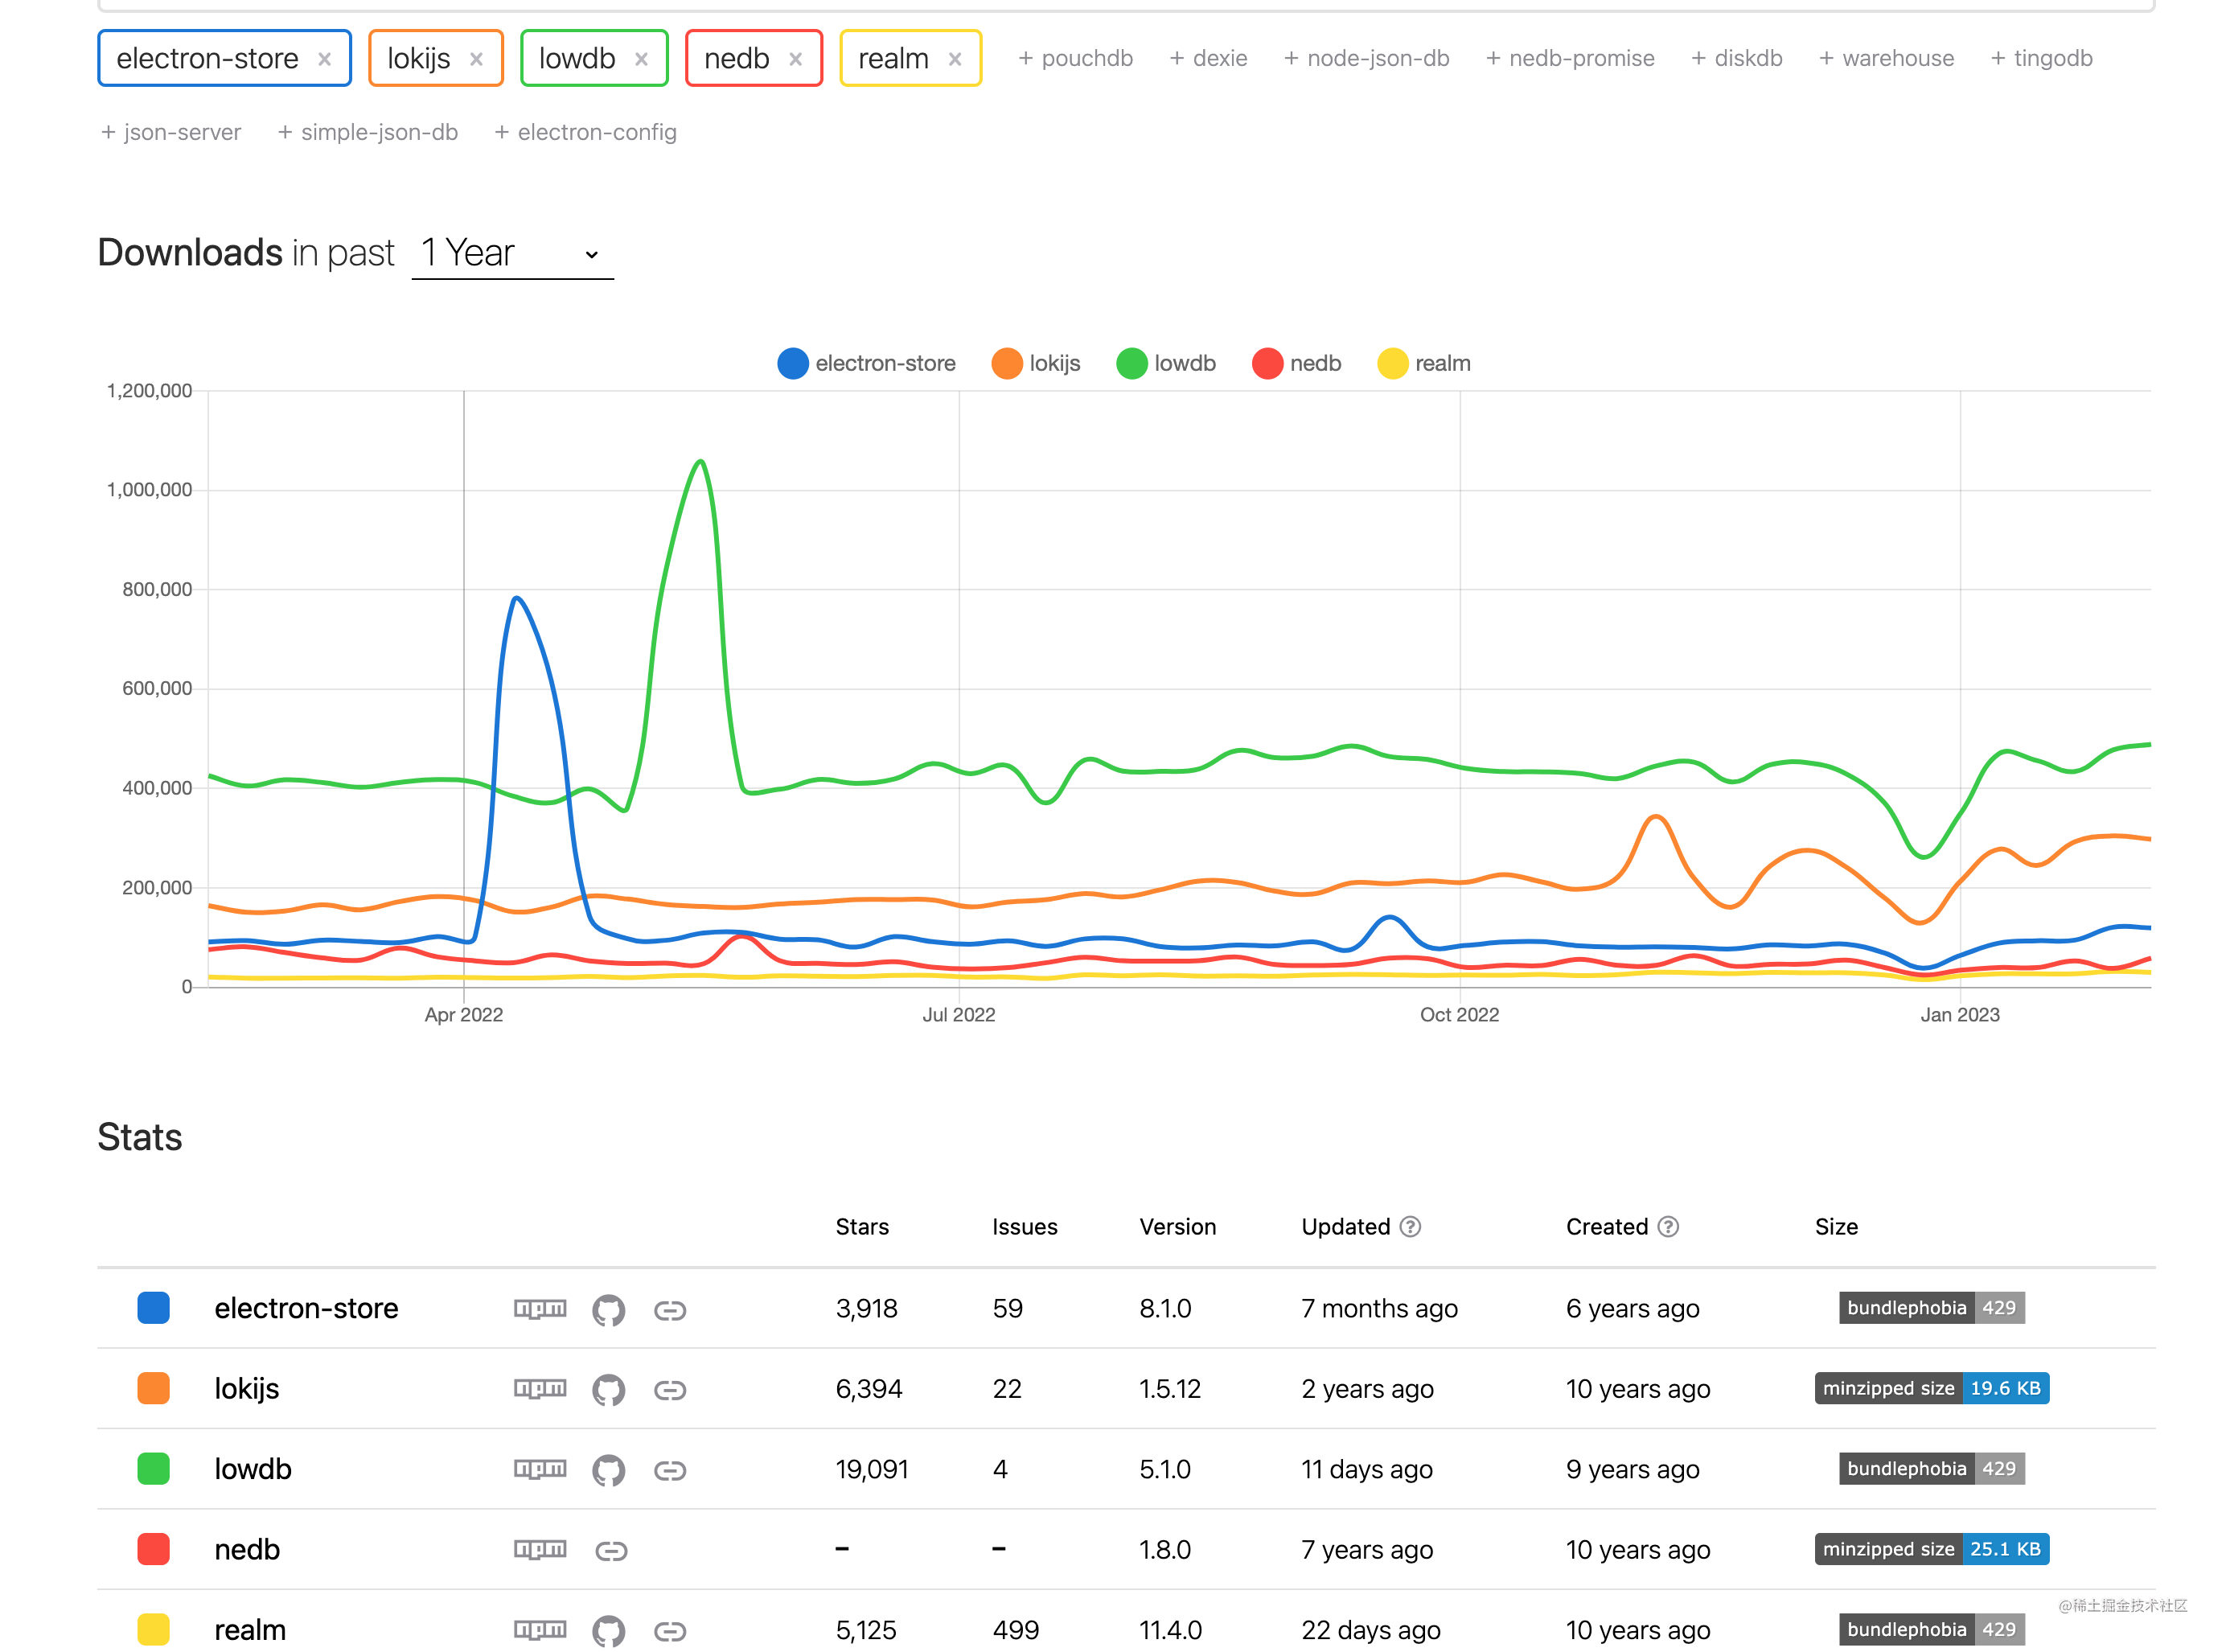 electron-store × lokijs × lowdb × nedb × realm × + pouchdb + dexie + node-json-db + nedb-promise + diskdb + warehouse + tingodb
+ json-server + simple-json-db + electron-config
Downloads in past 1 Year
electron-store lokijs lowdb nedb realm
1,200,000
1,000,000
800,000
600,000
400,000
200,000
0
Apr 2022 Jul 2022 Oct 2022 Jan 2023
Stats
Stars Issues Version Updated ? Created ? Size
electron-store npm 3,918 59 8.1.0 7 months ago 6 years ago bundlephobia 429
lokijs npm 6,394 22 1.5.12 2 years ago 10 years ago minzipped size 19.6 KB
lowdb npm 19,091 4 5.1.0 11 days ago 9 years ago bundlephobia 429
nedb npm – – 1.8.0 7 years ago 10 years ago minzipped size 25.1 KB
realm npm 5,125 499 11.4.0 22 days ago 10 years ago bundlephobia 429
@稀土掘金技术社区